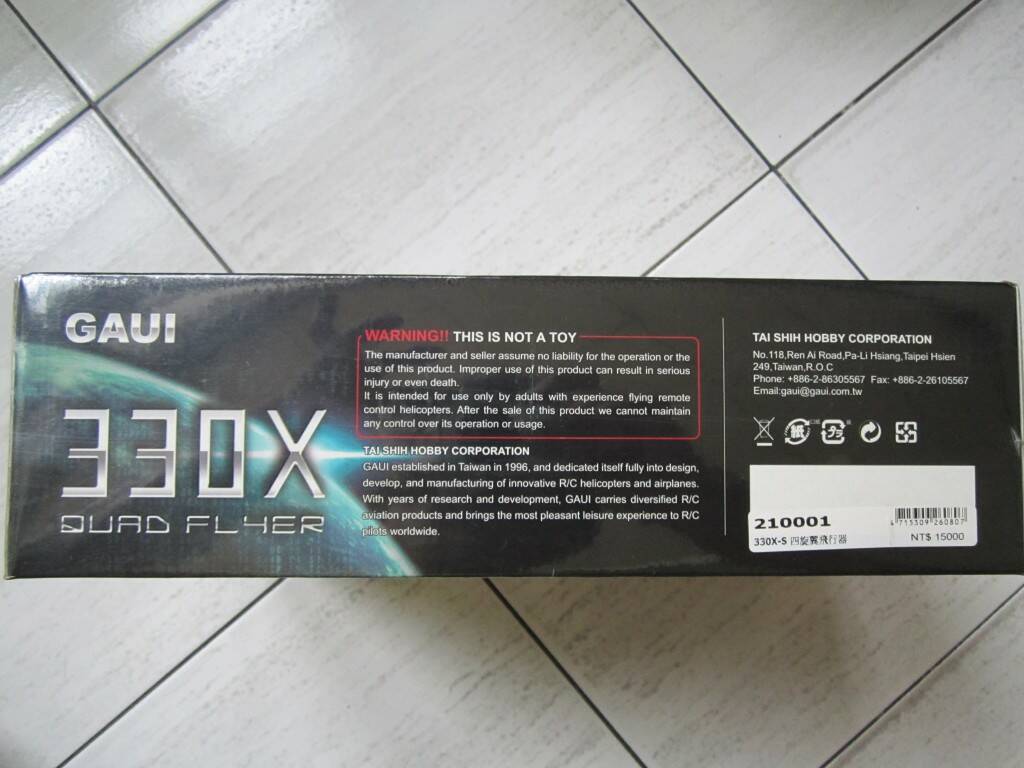 GAUI
330X
QUAD FLYER
WARNING!! THIS IS NOT A TOY
The manufacturer and seller assume no liability for the operation or the
use of this product. Improper use of this product can result in serious
injury or even death.
It is intended for use only by adults with experience flying remote
control helicopters. After the sale of this product we cannot maintain
any control over its operation or usage.
TAI SHIH HOBBY CORPORATION
GAUI established in Taiwan in 1996, and dedicated itself fully into design,
develop, and manufacturing of innovative R/C helicopters and airplanes.
With years of research and development, GAUI carries diversified R/C
aviation products and brings the most pleasant leisure experience to R/C
pilots worldwide.
TAI SHIH HOBBY CORPORATION
No.118,Ren Ai Road,Pa-Li Hsiang,Taipei Hsien
249,Taiwan,R.O.C
Phone: +886-2-86305567 Fax: +886-2-26105567
Email:gaui@gaui.com.tw
紙
プラ
210001
4715309260807
330X-S 四旋翼飛行器
NT$ 15000